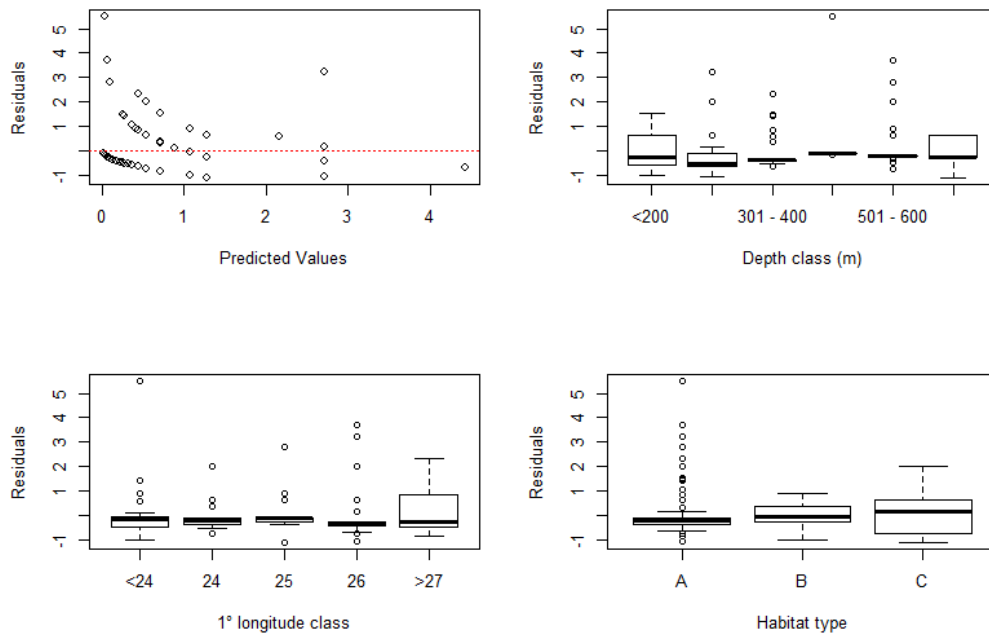 Residuals
5
4
3
2
1
-1
0 1 2 3 4
Predicted Values
Residuals
5
4
3
2
1
-1
<200 301 - 400 501 - 600
Depth class (m)
Residuals
5
4
3
2
1
-1
<24 24 25 26 >27
1° longitude class
Residuals
5
4
3
2
1
-1
A B C
Habitat type